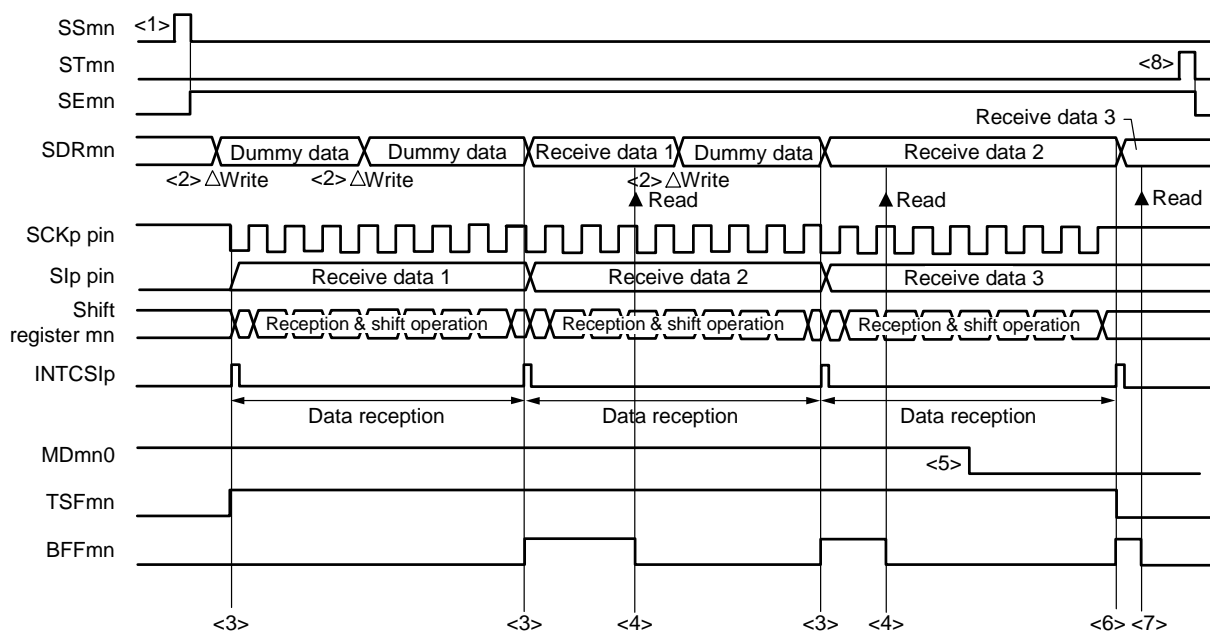 SSmn <1>
STmn <8>
SEmn
Receive data 3
SDRmn Dummy data Dummy data Receive data 1 Dummy data Receive data 2
<2> △Write <2> △Write <2> △Write
▲ Read ▲ Read ▲ Read
SCKp pin
SIp pin Receive data 1 Receive data 2 Receive data 3
Shift
register mn Reception & shift operation Reception & shift operation Reception & shift operation
INTCSIp
Data reception Data reception Data reception
MDmn0 <5>
TSFmn
BFFmn
<3> <3> <4> <3> <4> <6> <7>